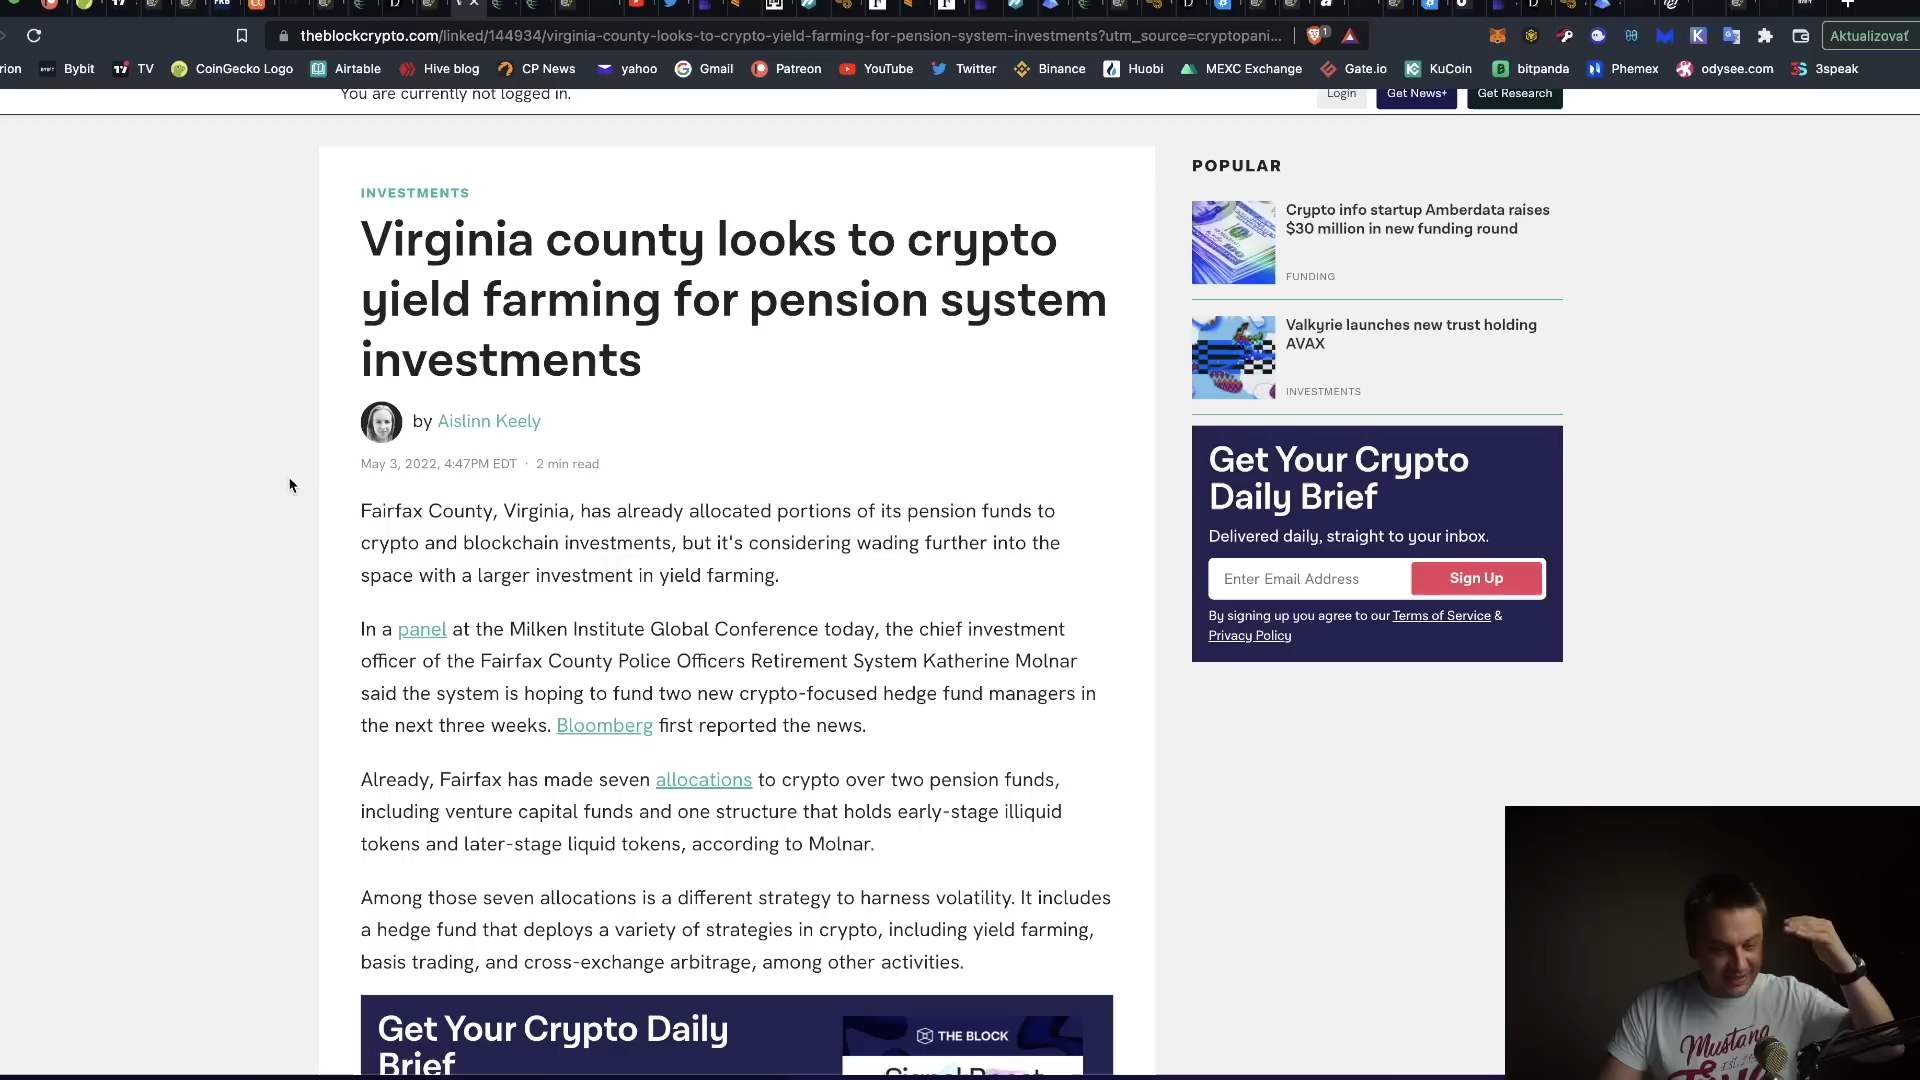 theblockcrypto.com/linked/144934/virginia-county-looks-to-crypto-yield-farming-for-pension-system-investments?utm_source=cryptopani...
1
Aktualizovať
rion
Bybit
TV
CoinGecko Logo
Airtable
Hive blog
CP News
yahoo
Gmail
Patreon
YouTube
Twitter
Binance
Huobi
MEXC Exchange
Gate.io
KuCoin
bitpanda
Phemex
odysee.com
3speak
You are currently not logged in.
Login
Get News+
Get Research
INVESTMENTS
Virginia county looks to crypto
yield farming for pension system
investments
by Aislinn Keely
May 3, 2022, 4:47PM EDT · 2 min read
Fairfax County, Virginia, has already allocated portions of its pension funds to
crypto and blockchain investments, but it's considering wading further into the
space with a larger investment in yield farming.
In a panel at the Milken Institute Global Conference today, the chief investment
officer of the Fairfax County Police Officers Retirement System Katherine Molnar
said the system is hoping to fund two new crypto-focused hedge fund managers in
the next three weeks. Bloomberg first reported the news.
Already, Fairfax has made seven allocations to crypto over two pension funds,
including venture capital funds and one structure that holds early-stage illiquid
tokens and later-stage liquid tokens, according to Molnar.
Among those seven allocations is a different strategy to harness volatility. It includes
a hedge fund that deploys a variety of strategies in crypto, including yield farming,
basis trading, and cross-exchange arbitrage, among other activities.
Get Your Crypto Daily
Brief
THE BLOCK
POPULAR
Crypto info startup Amberdata raises
$30 million in new funding round
FUNDING
Valkyrie launches new trust holding
AVAX
INVESTMENTS
Get Your Crypto
Daily Brief
Delivered daily, straight to your inbox.
Enter Email Address
Sign Up
By signing up you agree to our Terms of Service &
Privacy Policy
Mustang